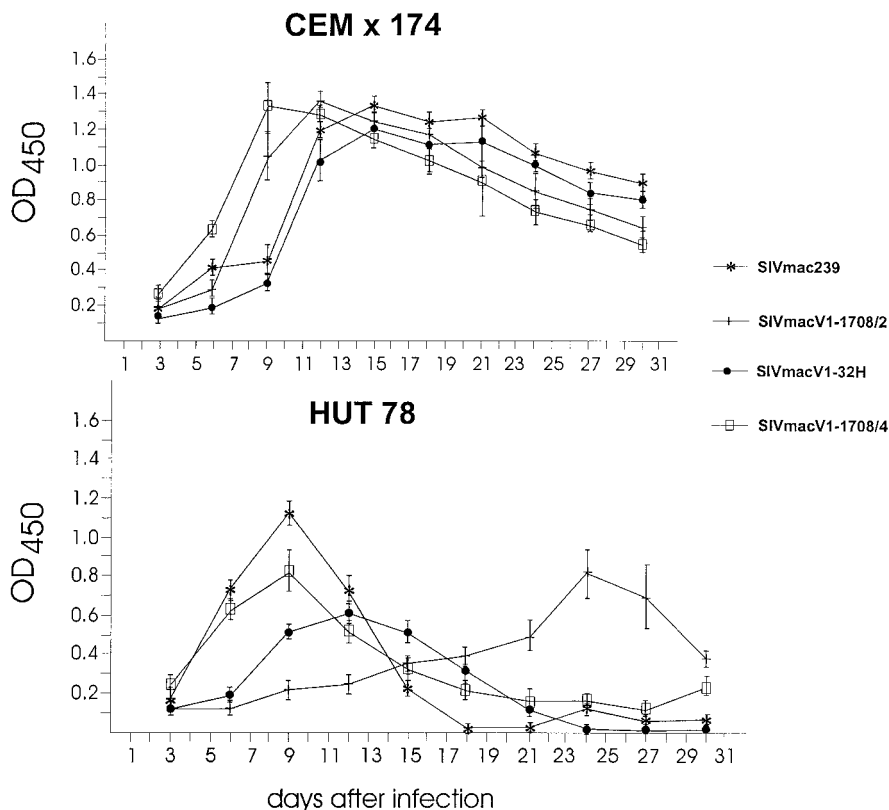 CEM x 174
OD450
1.6
1.4
1.2
1.0
0.8
0.6
0.4
0.2
1 3 5 7 9 11 13 15 17 19 21 23 25 27 29 31
SIVmac239
SIVmacV1-1708/2
SIVmacV1-32H
SIVmacV1-1708/4
HUT 78
OD450
1.6
1.4
1.2
1.0
0.8
0.6
0.4
0.2
1 3 5 7 9 11 13 15 17 19 21 23 25 27 29 31
days after infection